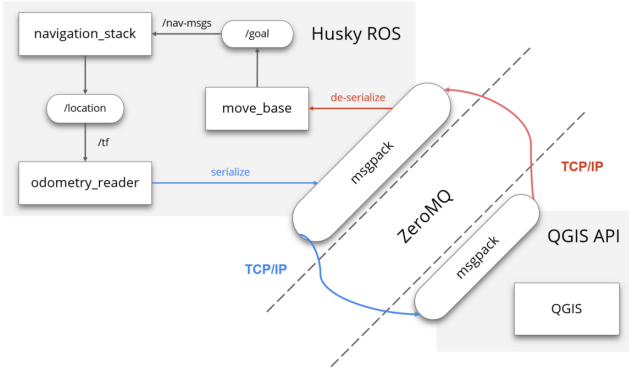 navigation_stack
/nav-msgs
/goal
Husky ROS
/location
move_base
de-serialize
/tf
odometry_reader
serialize
msgpack
TCP/IP
ZeroMQ
TCP/IP
msgpack
QGIS API
QGIS